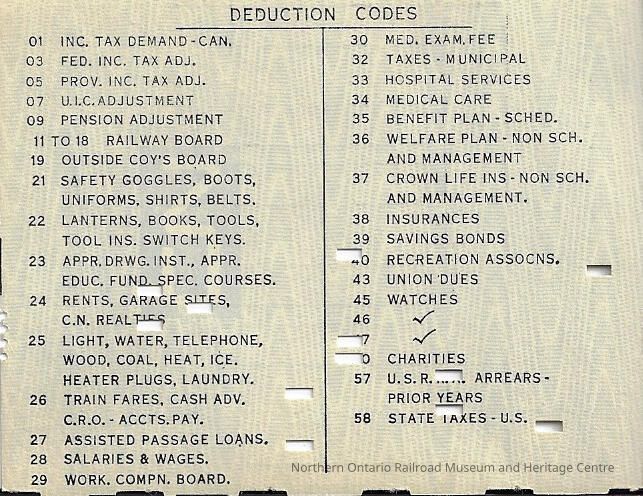 DEDUCTION CODES
01 INC. TAX DEMAND - CAN.
03 FED. INC. TAX ADJ.
05 PROV. INC. TAX ADJ.
07 U.I.C. ADJUSTMENT
09 PENSION ADJUSTMENT
11 TO 18 RAILWAY BOARD
19 OUTSIDE COY'S BOARD
21 SAFETY GOGGLES, BOOTS,
UNIFORMS, SHIRTS, BELTS.
22 LANTERNS, BOOKS, TOOLS,
TOOL INS. SWITCH KEYS.
23 APPR. DRWG. INST., APPR.
EDUC. FUND. SPEC. COURSES.
24 RENTS, GARAGE SITES,
C.N. REALTIES
25 LIGHT, WATER, TELEPHONE,
WOOD, COAL, HEAT, ICE.
HEATER PLUGS, LAUNDRY.
26 TRAIN FARES, CASH ADV.
C.R.O. - ACCTS. PAY.
27 ASSISTED PASSAGE LOANS.
28 SALARIES & WAGES.
29 WORK. COMPN. BOARD.
30 MED. EXAM. FEE
32 TAXES - MUNICIPAL
33 HOSPITAL SERVICES
34 MEDICAL CARE
35 BENEFIT PLAN - SCHED.
36 WELFARE PLAN - NON SCH.
AND MANAGEMENT
37 CROWN LIFE INS - NON SCH.
AND MANAGEMENT.
38 INSURANCES
39 SAVINGS BONDS
40 RECREATION ASSOCNS.
43 UNION DUES
45 WATCHES
46 ✓
✓
CHARITIES
57 U.S. R. ARREARS -
PRIOR YEARS
58 STATE TAXES - U.S.
Northern Ontario Railroad Museum and Heritage Centre